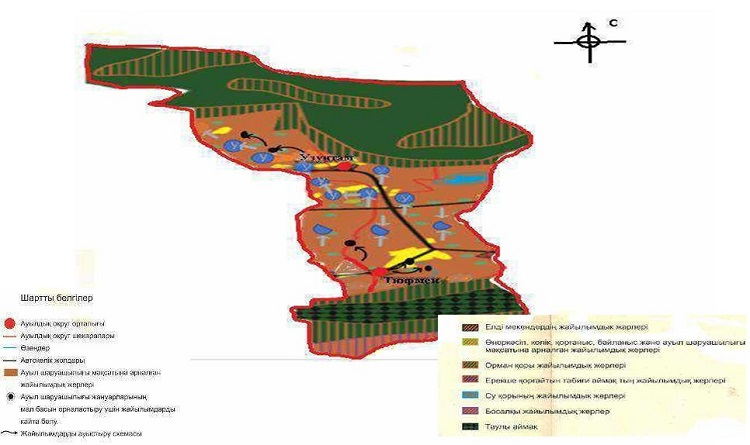 С
Узунтам
Түймек
Шартты белгілер
Ауылдық округ орталығы
Ауылдық округ шекаралары
Өзендер
Автокөлік жолдары
Ауыл шаруашылығы мақсатына арналған
жайылымдық жерлері
Ауыл шаруашылығы жануарларының
мал басын орналастыру үшін жайылымдарды
қайта бөлу.
Жайылымдарды ауыстыру схемасы
Елді мекендердің жайылымдық жерлері
Өнеркәсіп, көлік, қорғаныс, байланыс және ауыл шаруашылығы
мақсатына арналған жайылымдық жерлері
Орман қоры жайылымдық жерлері
Ерекше қорғайтын табиғи аймақ тың жайылымдық жерлері
Су қорының жайылымдық жерлері
Босалқы жайылымдық жерлер
Таулы аймақ